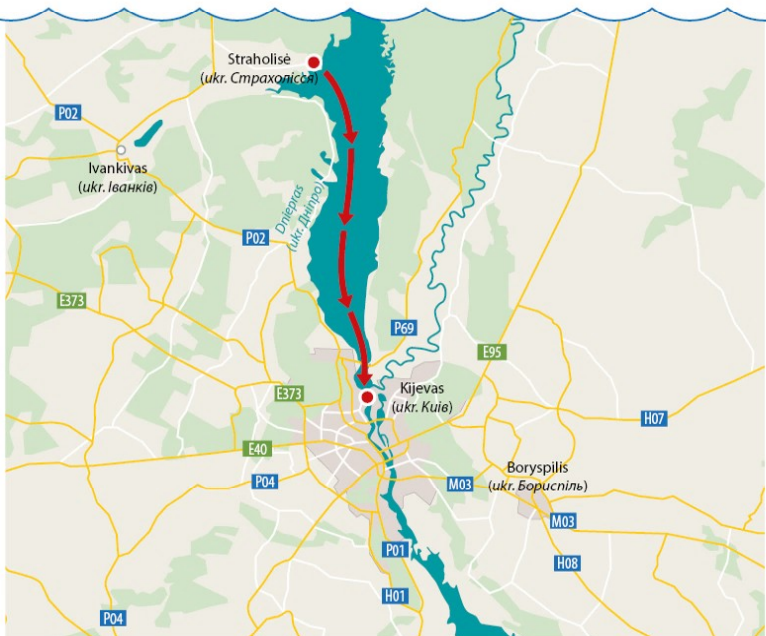 Straholisė
(ukr. Страхолісся)
P02
Ivankivas
(ukr. Іванків)
Dniepras
(ukr. Дніпро)
P02
E373
P69
E95
E373
Kijevas
(ukr. Київ)
H07
E40
P04
M03
Boryspilis
(ukr. Бориспіль)
M03
P01
H08
H01
P04